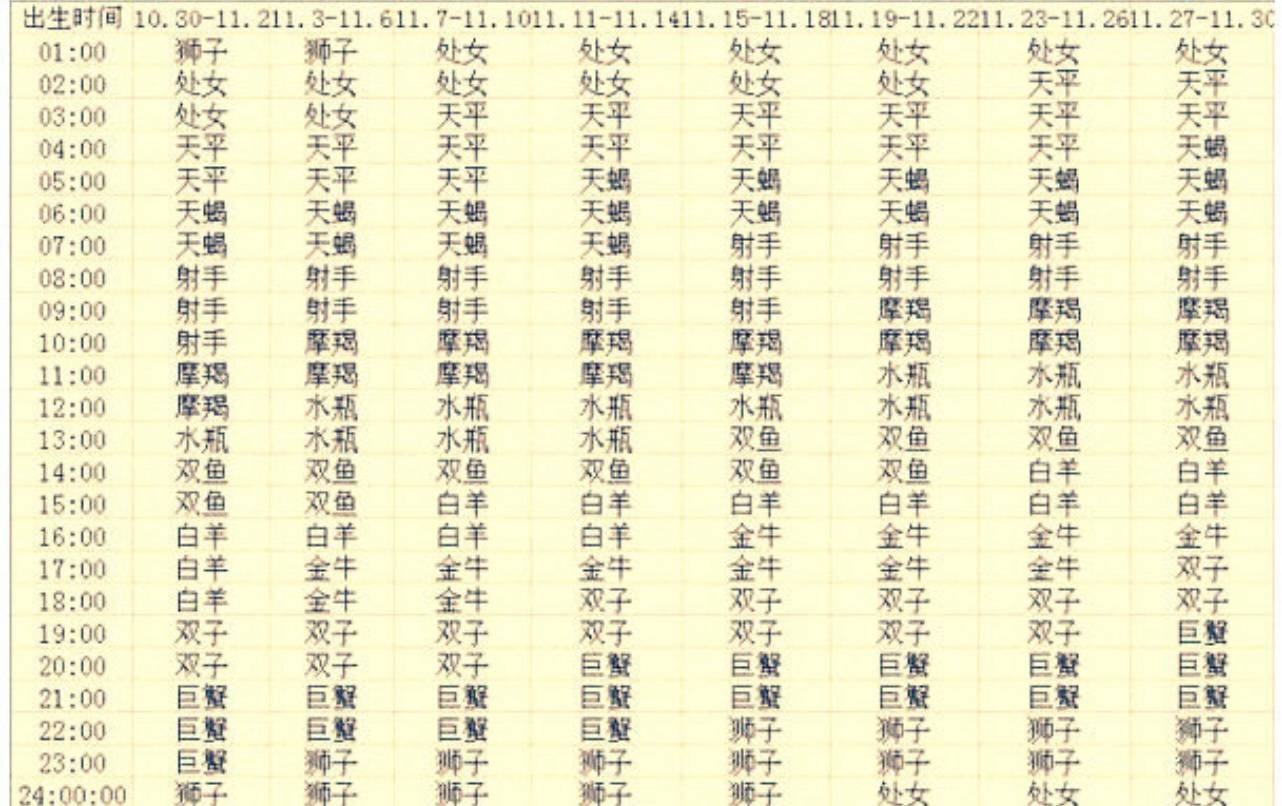 出生时间 10.30-11.2 11.3-11.6 11.7-11.10 11.11-11.14 11.15-11.18 11.19-11.22 11.23-11.26 11.27-11.30
01:00 狮子 狮子 处女 处女 处女 处女 处女 处女
02:00 处女 处女 处女 处女 处女 处女 天平 天平
03:00 处女 处女 天平 天平 天平 天平 天平 天平
04:00 天平 天平 天平 天平 天平 天平 天平 天蝎
05:00 天平 天平 天平 天蝎 天蝎 天蝎 天蝎 天蝎
06:00 天蝎 天蝎 天蝎 天蝎 天蝎 天蝎 天蝎 天蝎
07:00 天蝎 天蝎 天蝎 天蝎 射手 射手 射手 射手
08:00 射手 射手 射手 射手 射手 射手 射手 射手
09:00 射手 射手 射手 射手 射手 摩羯 摩羯 摩羯
10:00 射手 摩羯 摩羯 摩羯 摩羯 摩羯 摩羯 摩羯
11:00 摩羯 摩羯 摩羯 摩羯 摩羯 水瓶 水瓶 水瓶
12:00 摩羯 水瓶 水瓶 水瓶 水瓶 水瓶 水瓶 水瓶
13:00 水瓶 水瓶 水瓶 水瓶 双鱼 双鱼 双鱼 双鱼
14:00 双鱼 双鱼 双鱼 双鱼 双鱼 双鱼 白羊 白羊
15:00 双鱼 双鱼 白羊 白羊 白羊 白羊 白羊 白羊
16:00 白羊 白羊 白羊 白羊 金牛 金牛 金牛 金牛
17:00 白羊 金牛 金牛 金牛 金牛 金牛 金牛 双子
18:00 白羊 金牛 金牛 双子 双子 双子 双子 双子
19:00 双子 双子 双子 双子 双子 双子 双子 巨蟹
20:00 双子 双子 双子 巨蟹 巨蟹 巨蟹 巨蟹 巨蟹
21:00 巨蟹 巨蟹 巨蟹 巨蟹 巨蟹 巨蟹 巨蟹 巨蟹
22:00 巨蟹 巨蟹 巨蟹 巨蟹 狮子 狮子 狮子 狮子
23:00 巨蟹 狮子 狮子 狮子 狮子 狮子 狮子 狮子
24:00:00 狮子 狮子 狮子 狮子 狮子 处女 处女 处女